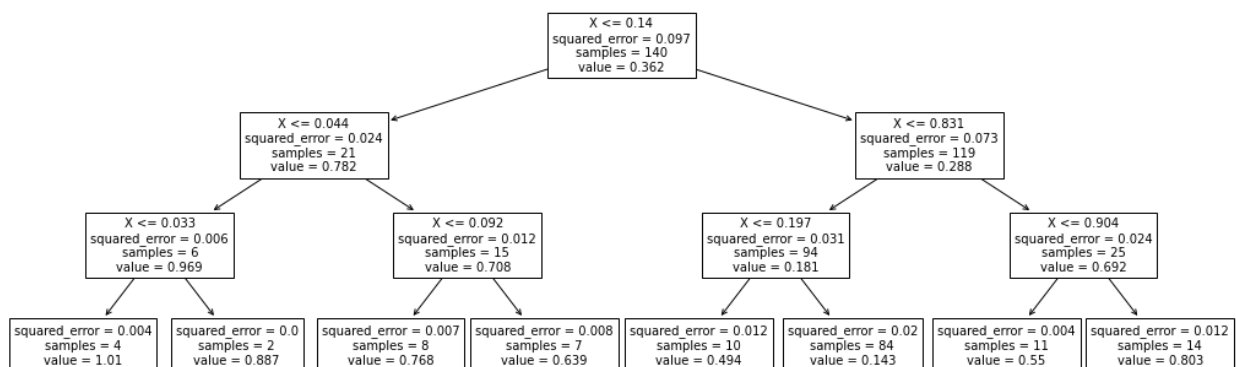 X <= 0.14
squared_error = 0.097
samples = 140
value = 0.362
X <= 0.044
squared_error = 0.024
samples = 21
value = 0.782
X <= 0.831
squared_error = 0.073
samples = 119
value = 0.288
X <= 0.033
squared_error = 0.006
samples = 6
value = 0.969
X <= 0.092
squared_error = 0.012
samples = 15
value = 0.708
X <= 0.197
squared_error = 0.031
samples = 94
value = 0.181
X <= 0.904
squared_error = 0.024
samples = 25
value = 0.692
squared_error = 0.004
samples = 4
value = 1.01
squared_error = 0.0
samples = 2
value = 0.887
squared_error = 0.007
samples = 8
value = 0.768
squared_error = 0.008
samples = 7
value = 0.639
squared_error = 0.012
samples = 10
value = 0.494
squared_error = 0.02
samples = 84
value = 0.143
squared_error = 0.004
samples = 11
value = 0.55
squared_error = 0.012
samples = 14
value = 0.803